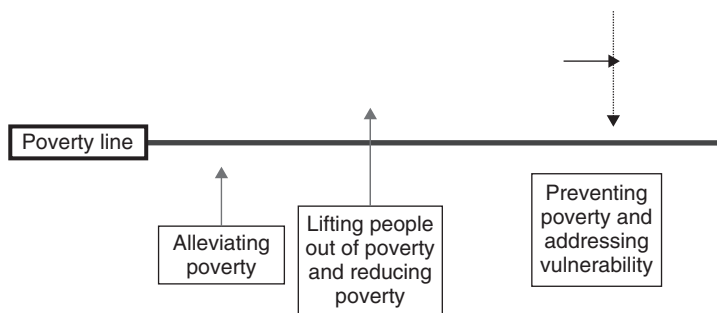 Poverty line
Alleviating
poverty
Lifting people
out of poverty
and reducing
poverty
Preventing
poverty and
addressing
vulnerability